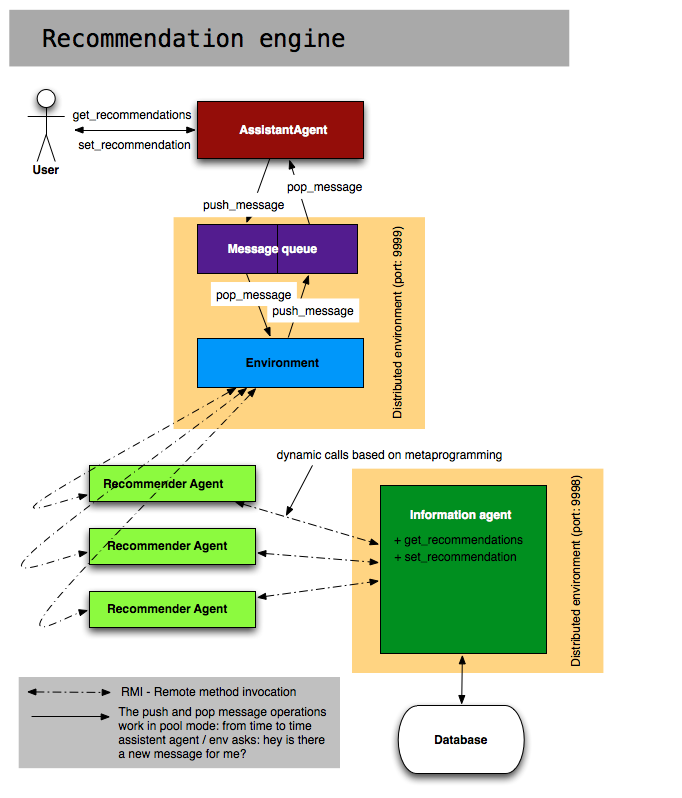 Recommendation engine
get_recommendations
set_recommendation
User
AssistantAgent
pop_message
push_message
Message queue
pop_message
push_message
Environment
Distributed environment (port: 9999)
dynamic calls based on metaprogramming
Recommender Agent
Recommender Agent
Recommender Agent
Information agent
+ get_recommendations
+ set_recommendation
Distributed environment (port: 9998)
RMI - Remote method invocation
The push and pop message operations
work in pool mode: from time to time
assistent agent / env asks: hey is there
a new message for me?
Database